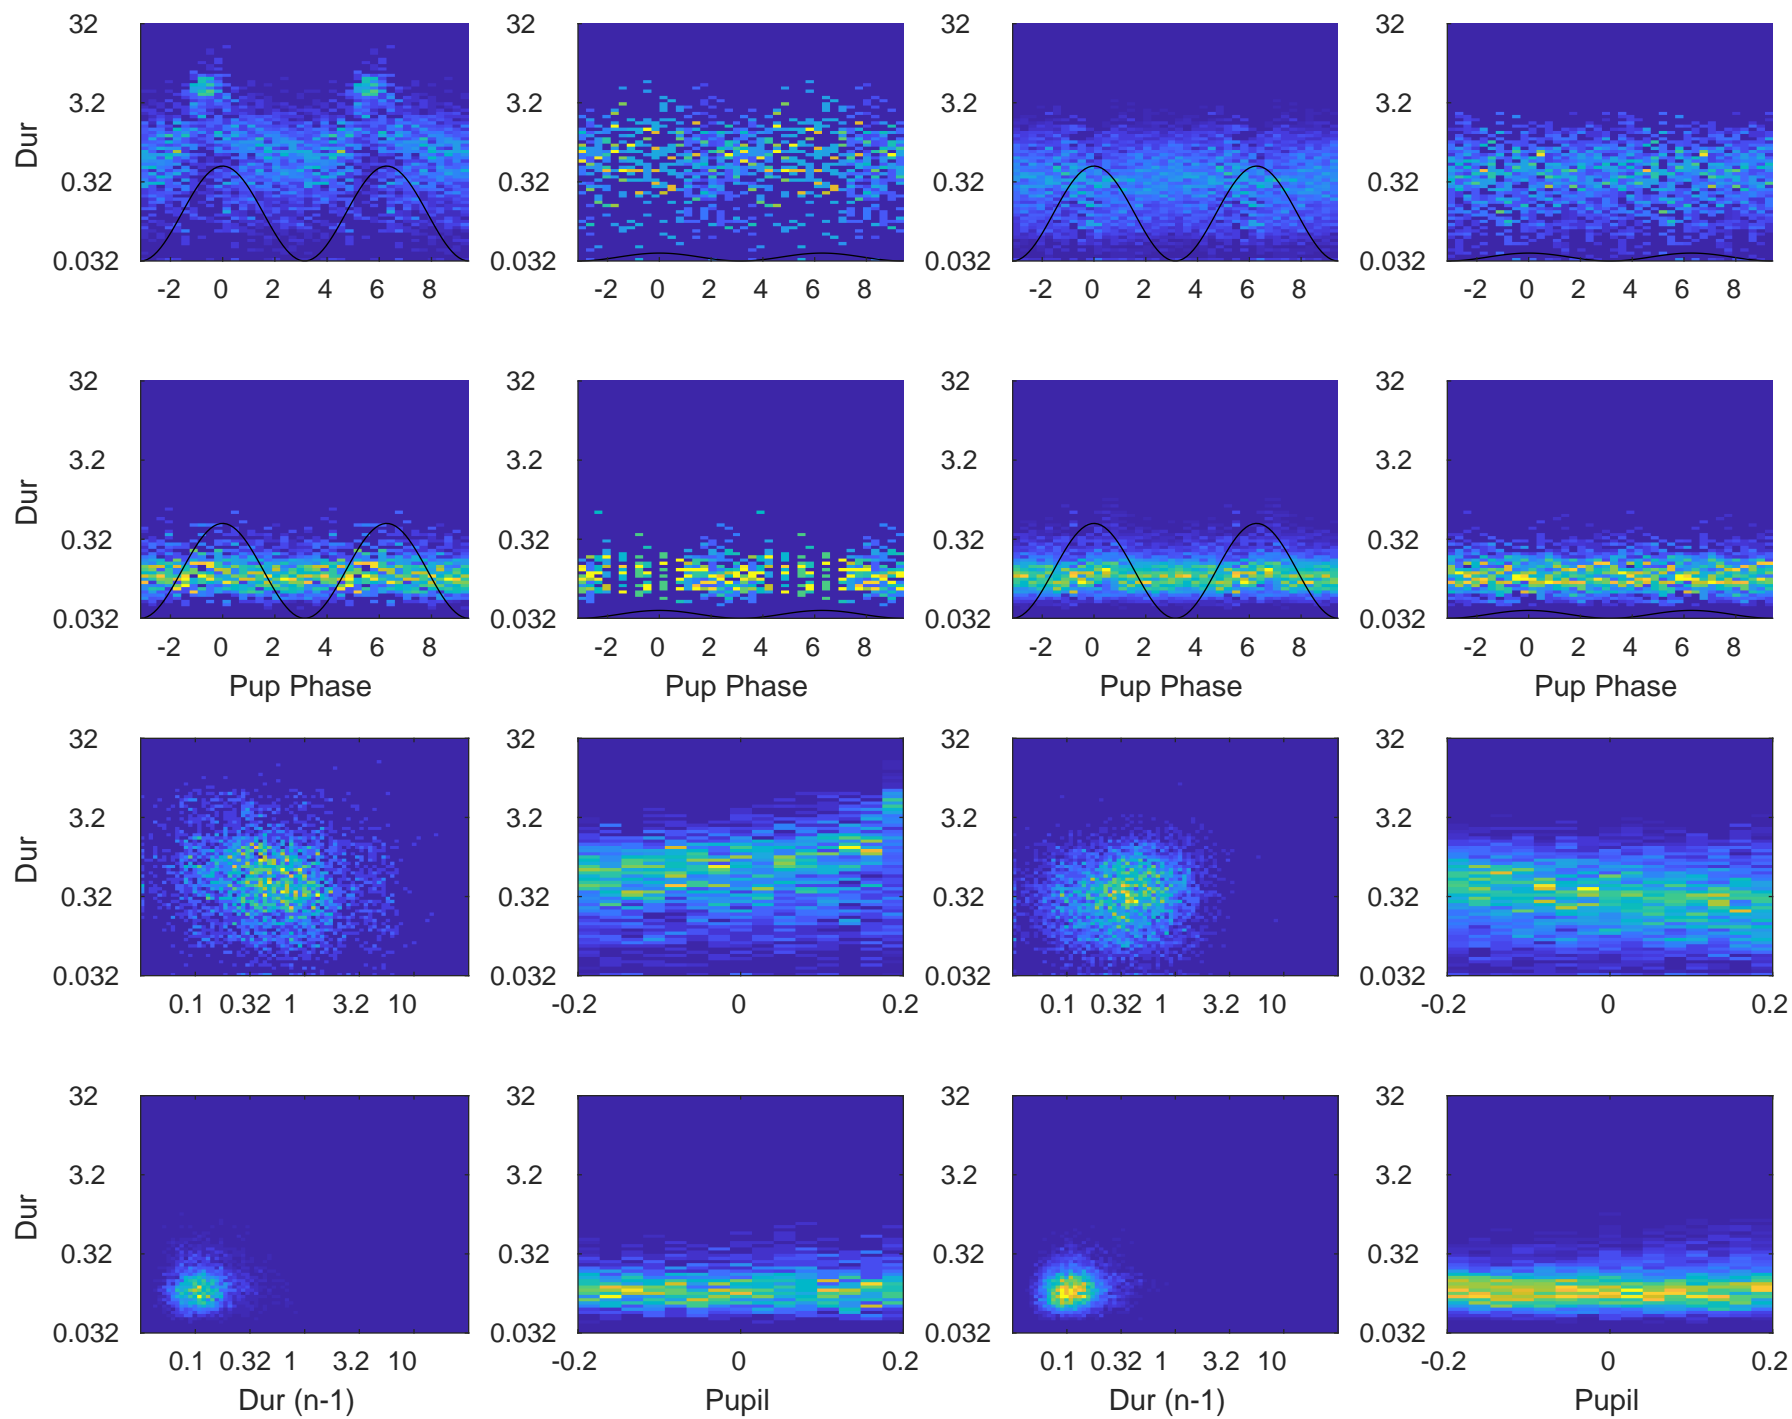 32 32 32 32
Dur 3.2 3.2 3.2 3.2
0.32 0.32 0.32 0.32
0.032 0.032 0.032 0.032
-2 0 2 4 6 8 -2 0 2 4 6 8 -2 0 2 4 6 8 -2 0 2 4 6 8
32 32 32 32
Dur 3.2 3.2 3.2 3.2
0.32 0.32 0.32 0.32
0.032 0.032 0.032 0.032
-2 0 2 4 6 8 -2 0 2 4 6 8 -2 0 2 4 6 8 -2 0 2 4 6 8
Pup Phase Pup Phase Pup Phase Pup Phase
32 32 32 32
Dur 3.2 3.2 3.2 3.2
0.32 0.32 0.32 0.32
0.032 0.032 0.032 0.032
0.1 0.32 1 3.2 10 -0.2 0 0.2 0.1 0.32 1 3.2 10 -0.2 0 0.2
32 32 32 32
Dur 3.2 3.2 3.2 3.2
0.32 0.32 0.32 0.32
0.032 0.032 0.032 0.032
0.1 0.32 1 3.2 10 -0.2 0 0.2 0.1 0.32 1 3.2 10 -0.2 0 0.2
Dur (n-1) Pupil Dur (n-1) Pupil